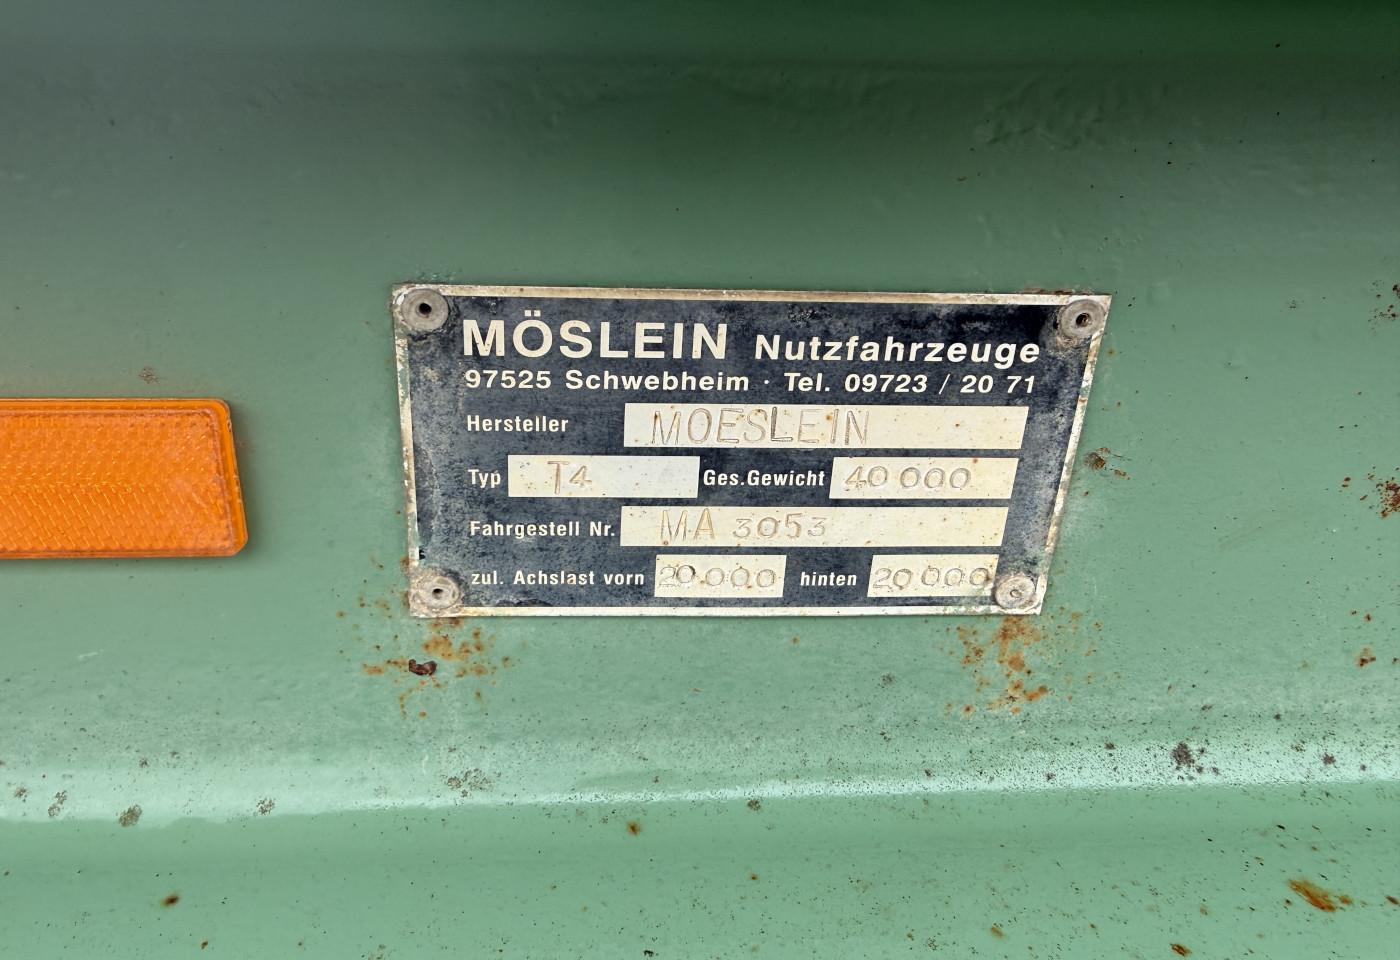 MÖSLEIN Nutzfahrzeuge
97525 Schwebheim · Tel. 09723 / 20 71
Hersteller MOESLEIN
Typ T4 Ges.Gewicht 40 000
Fahrgestell Nr. MA 3053
zul. Achslast vorn 20.000 hinten 20 000